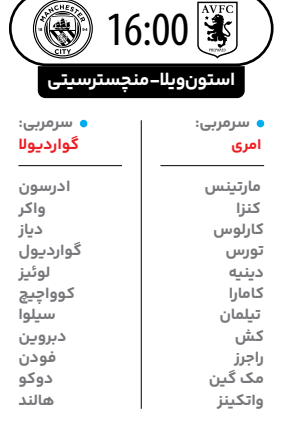 MANCHESTER
CITY
16:00
AVFC
استون‌ویلا-منچسترسیتی
سرمربی:
امری
مارتینس
کنزا
کارلوس
تورس
دینیه
کامارا
تیلمان
کش
راجرز
مک گین
واتکینز
سرمربی:
گواردیولا
ادرسون
واکر
دیاز
گواردیول
لوئیز
کوواچیچ
سیلوا
دبروین
فودن
دوکو
هالند